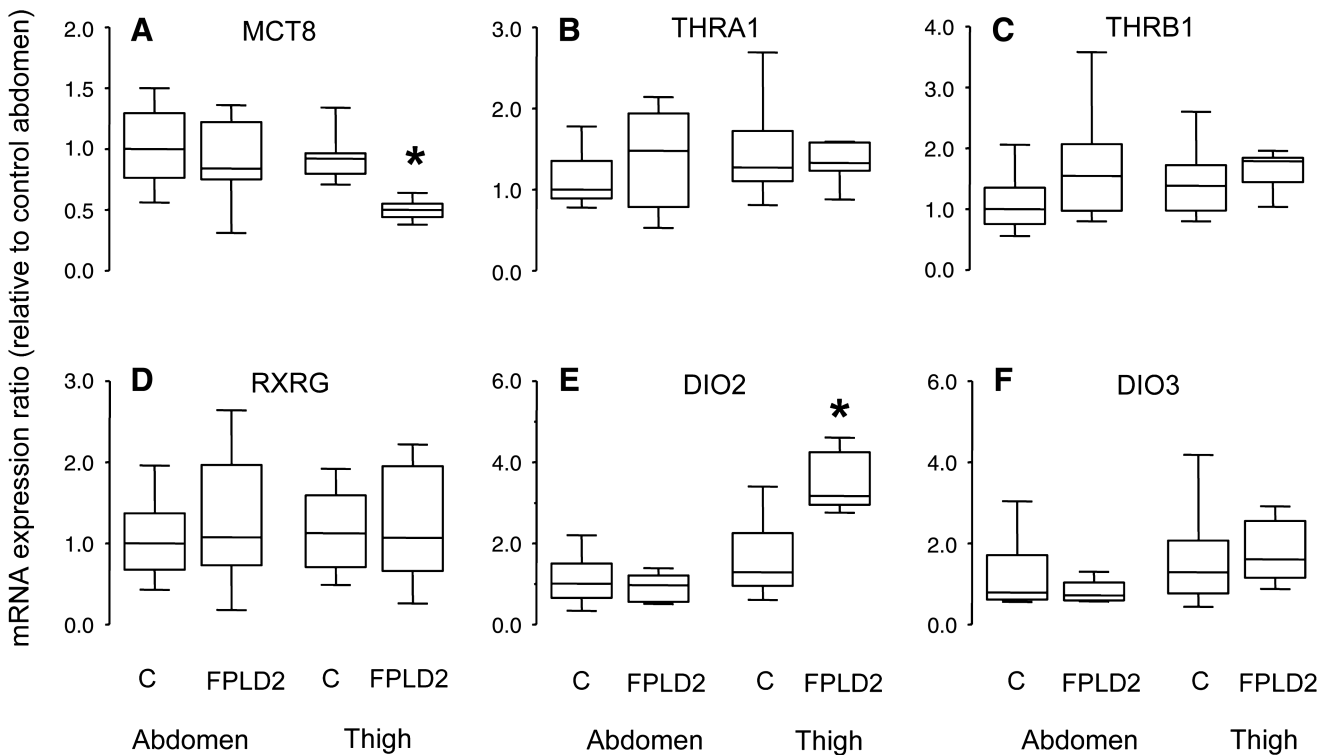 mRNA expression ratio (relative to control abdomen)
A MCT8
2.0
1.5
1.0
0.5
0.0
*
B THRA1
3.0
2.0
1.0
0.0
C THRB1
4.0
3.0
2.0
1.0
0.0
D RXRG
3.0
2.0
1.0
0.0
E DIO2
6.0
4.0
2.0
0.0
*
F DIO3
6.0
4.0
2.0
0.0
C FPLD2 C FPLD2
Abdomen Thigh
C FPLD2 C FPLD2
Abdomen Thigh
C FPLD2 C FPLD2
Abdomen Thigh